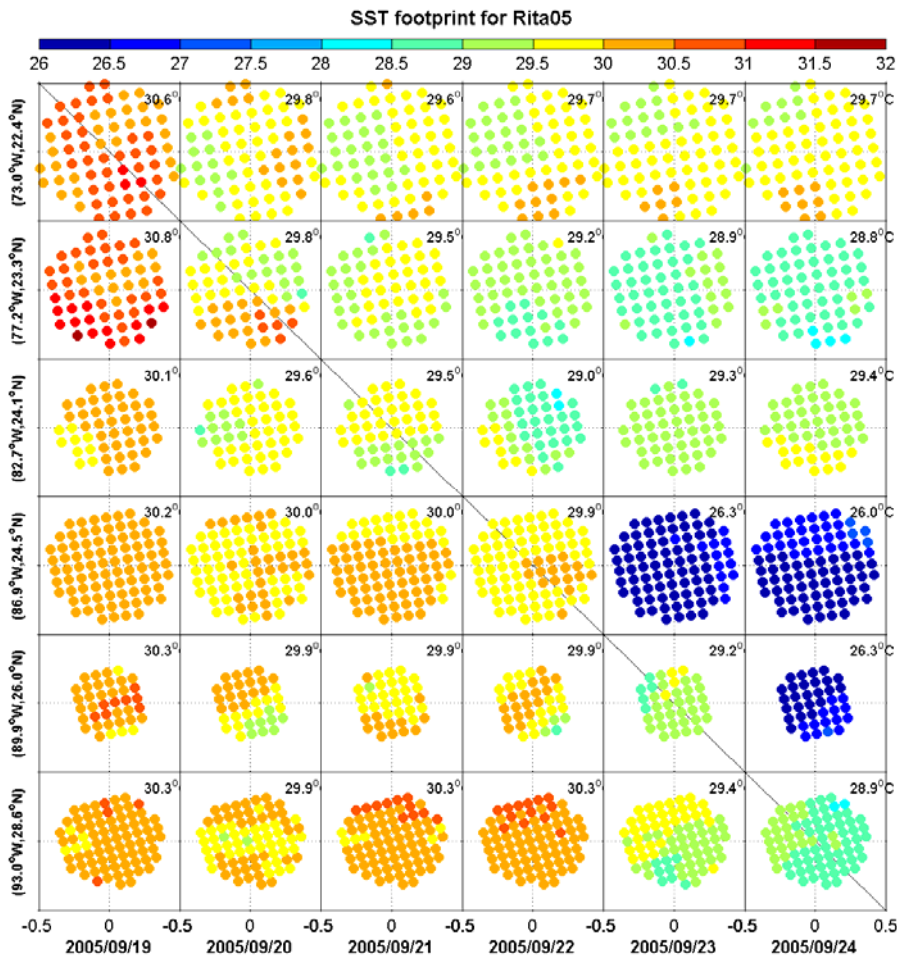 SST footprint for Rita05
26 26.5 27 27.5 28 28.5 29 29.5 30 30.5 31 31.5 32
(73.0°W,22.4°N) 30.6° 29.8° 29.6° 29.7° 29.7° 29.7°C
(77.2°W,23.3°N) 30.8° 29.8° 29.5° 29.2° 28.9° 28.8°C
(82.7°W,24.1°N) 30.1° 29.6° 29.5° 29.0° 29.3° 29.4°C
(86.9°W,24.5°N) 30.2° 30.0° 30.0° 29.9° 26.3° 26.0°C
(89.9°W,26.0°N) 30.3° 29.9° 29.9° 29.9° 29.2° 26.3°C
(93.0°W,28.6°N) 30.3° 29.9° 30.3° 30.3° 29.4° 28.9°C
-0.5 0 -0.5 0 -0.5 0 -0.5 0 -0.5 0 -0.5 0 0.5
2005/09/19 2005/09/20 2005/09/21 2005/09/22 2005/09/23 2005/09/24